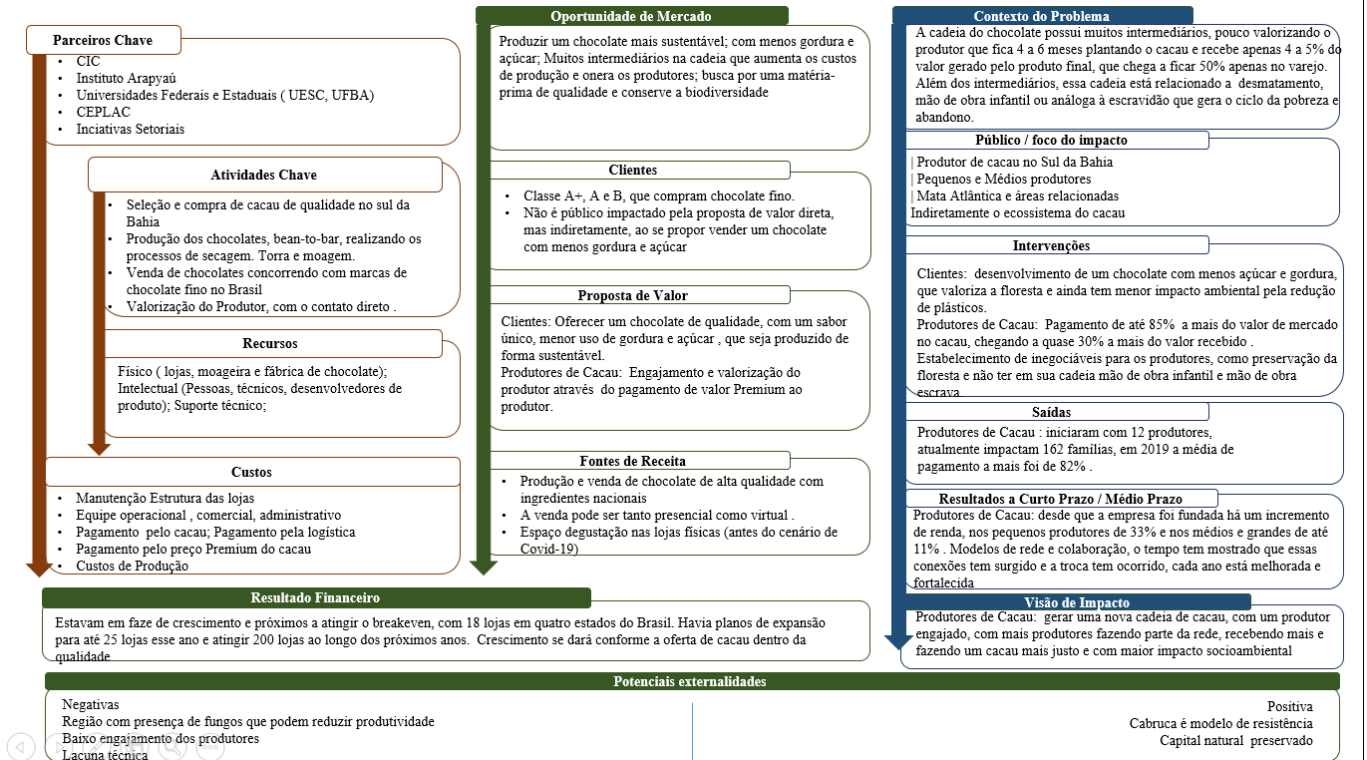 Parceiros Chave
• CIC
• Instituto Arapyaú
• Universidades Federais e Estaduais ( UESC, UFBA)
• CEPLAC
• Inciativas Setoriais
Atividades Chave
• Seleção e compra de cacau de qualidade no sul da
Bahia
• Produção dos chocolates, bean-to-bar, realizando os
processos de secagem. Torra e moagem.
• Venda de chocolates concorrendo com marcas de
chocolate fino no Brasil
• Valorização do Produtor, com o contato direto .
Recursos
Físico ( lojas, moageira e fábrica de chocolate);
Intelectual (Pessoas, técnicos, desenvolvedores de
produto); Suporte técnico;
Custos
• Manutenção Estrutura das lojas
• Equipe operacional , comercial, administrativo
• Pagamento  pelo cacau; Pagamento pela logística
• Pagamento pelo preço Premium do cacau
• Custos de Produção
Oportunidade de Mercado
Produzir um chocolate mais sustentável; com menos gordura e
açúcar; Muitos intermediários na cadeia que aumenta os custos
de produção e onera os produtores; busca por uma matéria-
prima de qualidade e conserve a biodiversidade
Clientes
• Classe A+, A e B, que compram chocolate fino.
• Não é público impactado pela proposta de valor direta,
mas indiretamente, ao se propor vender um chocolate
com menos gordura e açúcar
Proposta de Valor
Clientes: Oferecer um chocolate de qualidade, com um sabor
único, menor uso de gordura e açúcar , que seja produzido de
forma sustentável.
Produtores de Cacau:  Engajamento e valorização do
produtor através  do pagamento de valor Premium ao
produtor.
Fontes de Receita
• Produção e venda de chocolate de alta qualidade com
ingredientes nacionais
• A venda pode ser tanto presencial como virtual .
• Espaço degustação nas lojas físicas (antes do cenário de
Covid-19)
Contexto do Problema
A cadeia do chocolate possui muitos intermediários, pouco valorizando o
produtor que fica 4 a 6 meses plantando o cacau e recebe apenas 4 a 5% do
valor gerado pelo produto final, que chega a ficar 50% apenas no varejo.
Além dos intermediários, essa cadeia está relacionado a  desmatamento,
mão de obra infantil ou análoga à escravidão que gera o ciclo da pobreza e
abandono.
Público / foco do impacto
| Produtor de cacau no Sul da Bahia
| Pequenos e Médios produtores
| Mata Atlântica e áreas relacionadas
Indiretamente o ecossistema do cacau
Intervenções
Clientes:  desenvolvimento de um chocolate com menos açúcar e gordura,
que valoriza a floresta e ainda tem menor impacto ambiental pela redução
de plásticos.
Produtores de Cacau:  Pagamento de até 85%  a mais do valor de mercado
no cacau, chegando a quase 30% a mais do valor recebido .
Estabelecimento de inegociáveis para os produtores, como preservação da
floresta e não ter em sua cadeia mão de obra infantil e mão de obra
escrava.
Saídas
Produtores de Cacau : iniciaram com 12 produtores,
atualmente impactam 162 famílias, em 2019 a média de
pagamento a mais foi de 82% .
Resultados a Curto Prazo / Médio Prazo
Produtores de Cacau: desde que a empresa foi fundada há um incremento
de renda, nos pequenos produtores de 33% e nos médios e grandes de até
11% . Modelos de rede e colaboração, o tempo tem mostrado que essas
conexões tem surgido e a troca tem ocorrido, cada ano está melhorada e
fortalecida
Visão de Impacto
Produtores de Cacau:  gerar uma nova cadeia de cacau, com um produtor
engajado, com mais produtores fazendo parte da rede, recebendo mais e
fazendo um cacau mais justo e com maior impacto socioambiental
Resultado Financeiro
Estavam em faze de crescimento e próximos a atingir o breakeven, com 18 lojas em quatro estados do Brasil. Havia planos de expansão
para até 25 lojas esse ano e atingir 200 lojas ao longo dos próximos anos.  Crescimento se dará conforme a oferta de cacau dentro da
qualidade
Potenciais externalidades
Negativas
Região com presença de fungos que podem reduzir produtividade
Baixo engajamento dos produtores
Lacuna técnica
Positiva
Cabruca é modelo de resistência
Capital natural  preservado